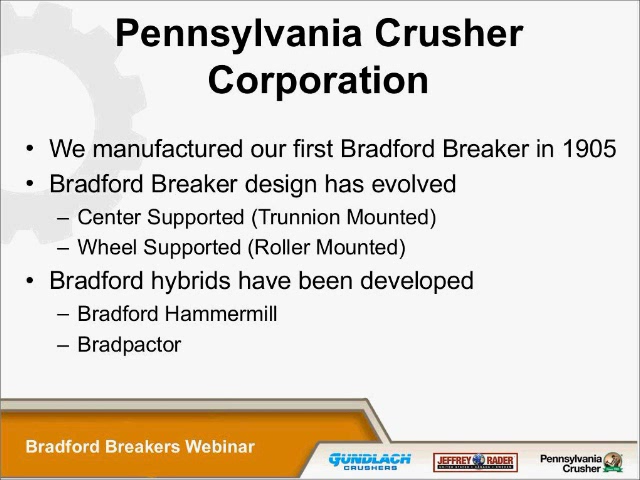 Pennsylvania Crusher
Corporation
• We manufactured our first Bradford Breaker in 1905
• Bradford Breaker design has evolved
– Center Supported (Trunnion Mounted)
– Wheel Supported (Roller Mounted)
• Bradford hybrids have been developed
– Bradford Hammermill
– Bradpactor
Bradford Breakers Webinar
GUNDLACH
CRUSHERS
JEFFREY RADER
Pennsylvania
Crusher